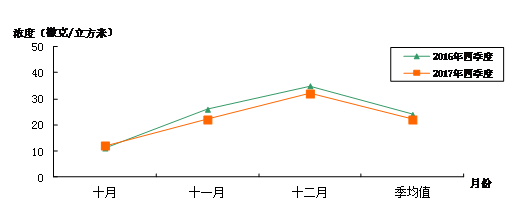 浓度（微克/立方米）
50
40
30
20
10
0
2016年四季度
2017年四季度
十月
十一月
十二月
季均值
月份